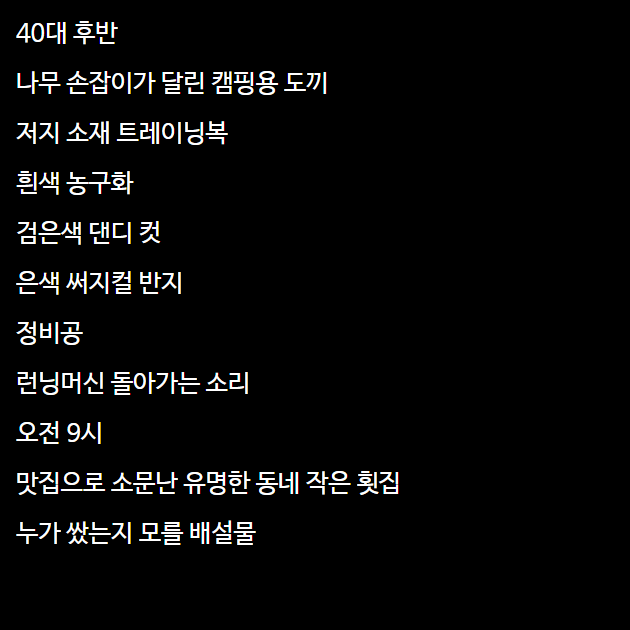 40대 후반
나무 손잡이가 달린 캠핑용 도끼
저지 소재 트레이닝복
흰색 농구화
검은색 댄디 컷
은색 써지컬 반지
정비공
런닝머신 돌아가는 소리
오전 9시
맛집으로 소문난 유명한 동네 작은 횟집
누가 쌌는지 모를 배설물